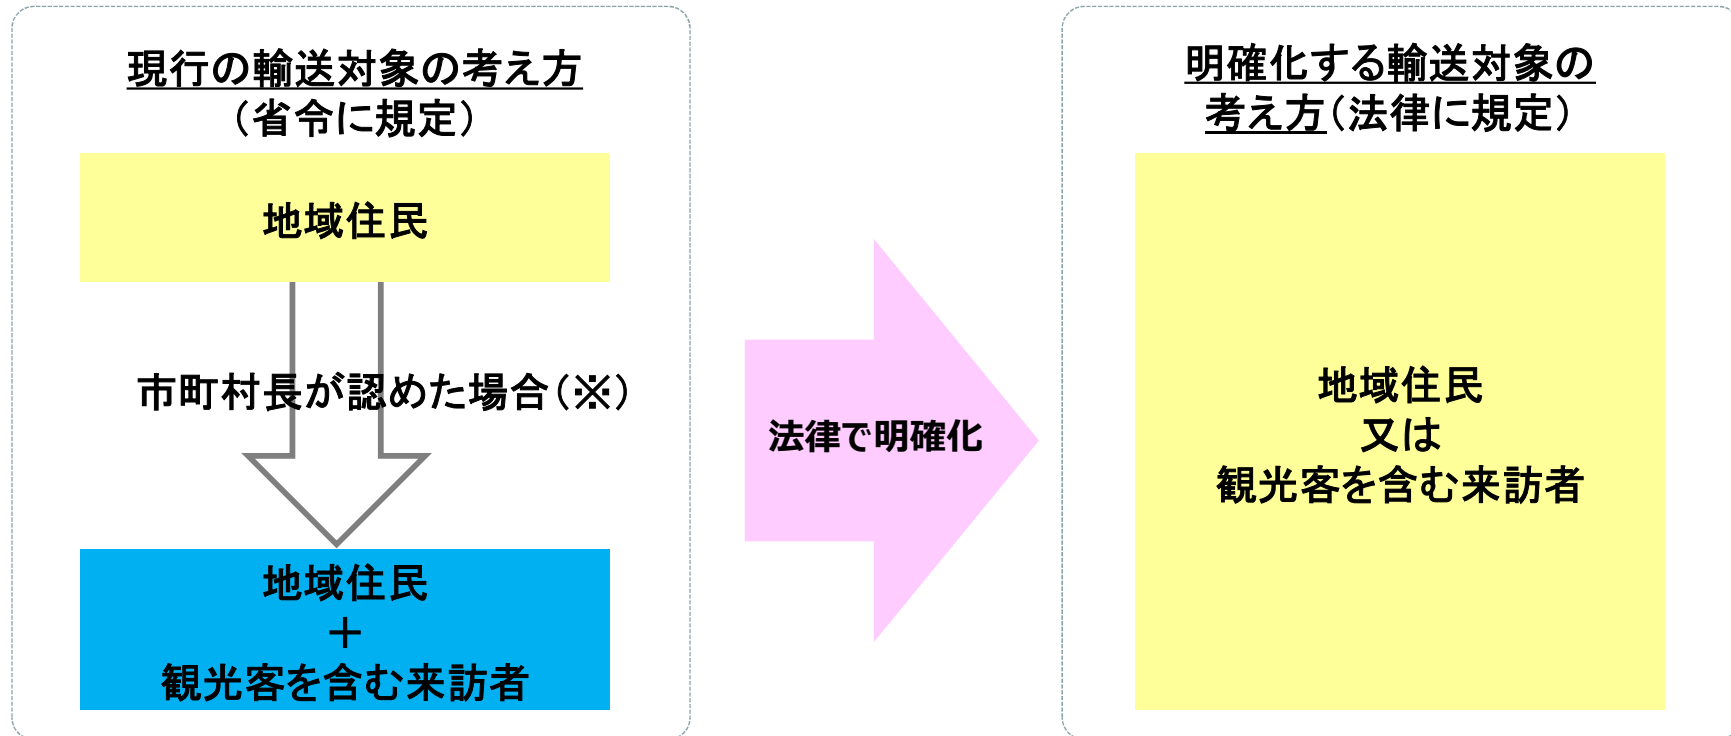 現行の輸送対象の考え方
（省令に規定）
地域住民
市町村長が認めた場合（※）
地域住民
＋
観光客を含む来訪者
法律で明確化
明確化する輸送対象の
考え方（法律に規定）
地域住民
又は
観光客を含む来訪者